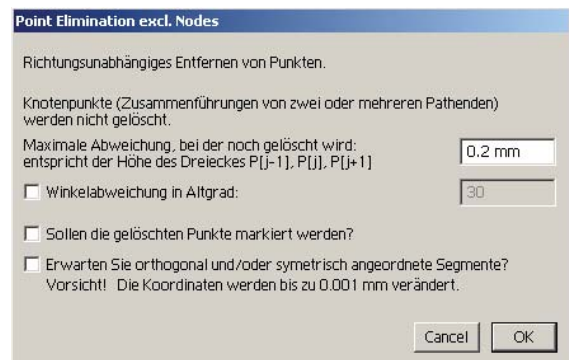 Point Elimination excl. Nodes
Richtungsunabhängiges Entfernen von Punkten.
Knotenpunkte (Zusammenführungen von zwei oder mehreren Pathenden)
werden nicht gelöscht.
Maximale Abweichung, bei der noch gelöscht wird:
entspricht der Höhe des Dreieckes P[j-1], P[j], P[j+1]
0.2 mm
Winkelabweichung in Altgrad:
30
Sollen die gelöschten Punkte markiert werden?
Erwarten Sie orthogonal und/oder symetrisch angeordnete Segmente?
Vorsicht! Die Koordinaten werden bis zu 0.001 mm verändert.
Cancel
OK